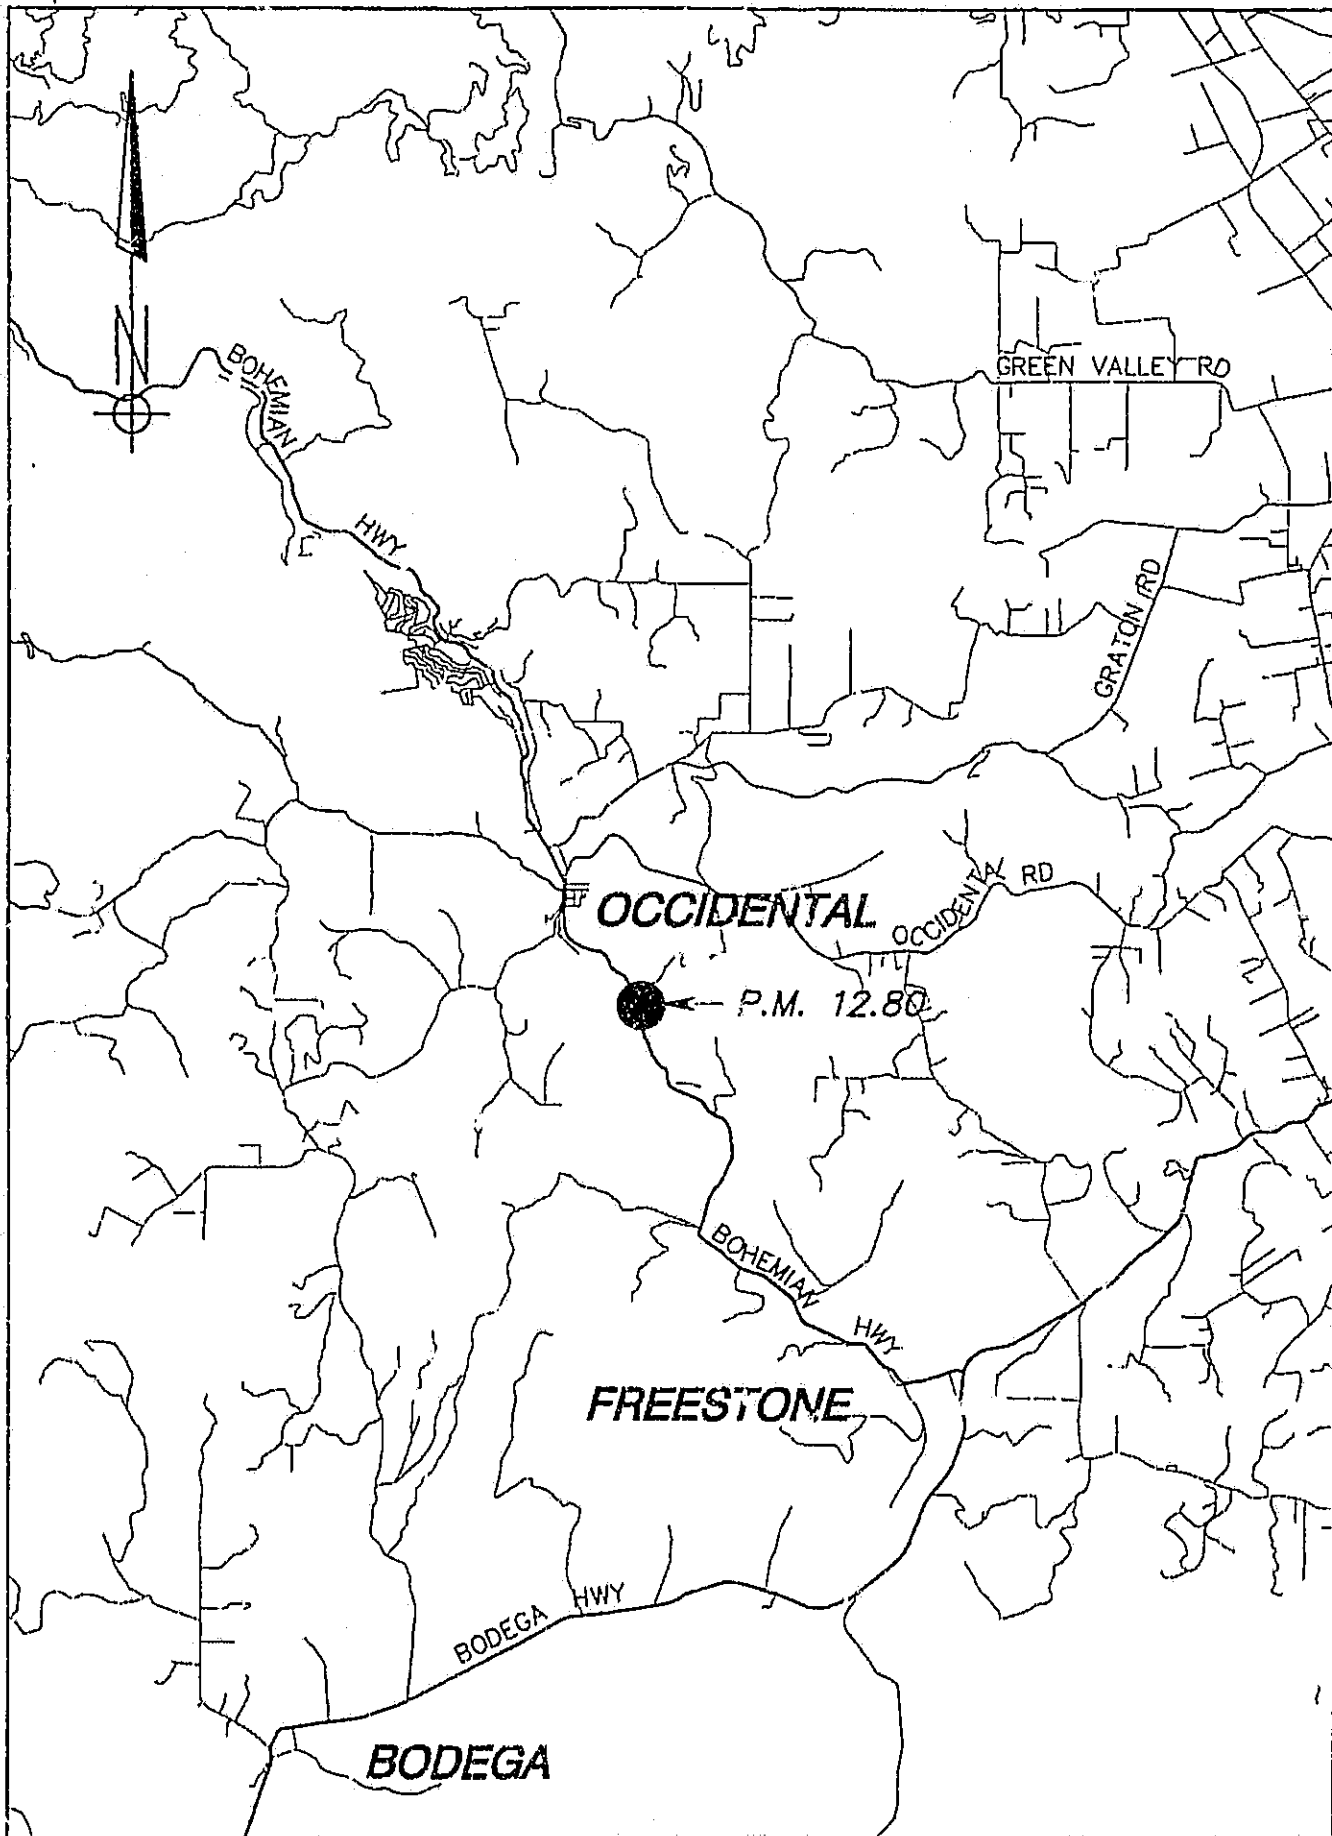 N
BOHEMIAN
HWY
GREEN VALLEY RD
GRATON RD
OCCIDENTAL
OCCIDENTAL RD
P.M. 12.80
BOHEMIAN
HWY
FREESTONE
BODEGA HWY
BODEGA